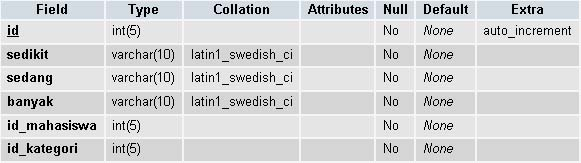 Field Type Collation Attributes Null Default Extra
id int(5) No None auto_increment
sedikit varchar(10) latin1_swedish_ci No None
sedang varchar(10) latin1_swedish_ci No None
banyak varchar(10) latin1_swedish_ci No None
id_mahasiswa int(5) No None
id_kategori int(5) No None